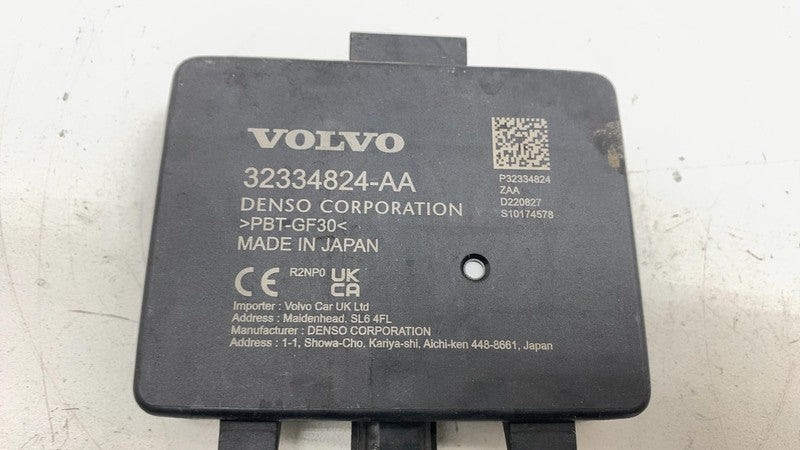 VOLVO
32334824-AA
DENSO CORPORATION
>PBT-GF30<
MADE IN JAPAN
P32334824
ZAA
D220827
S10174578
CE R2NP0 UK
CA
Importer : Volvo Car UK Ltd
Address : Maidenhead. SL6 4FL
Manufacturer : DENSO CORPORATION
Address : 1-1, Showa-Cho, Kariya-shi, Aichi-ken 448-8661, Japan